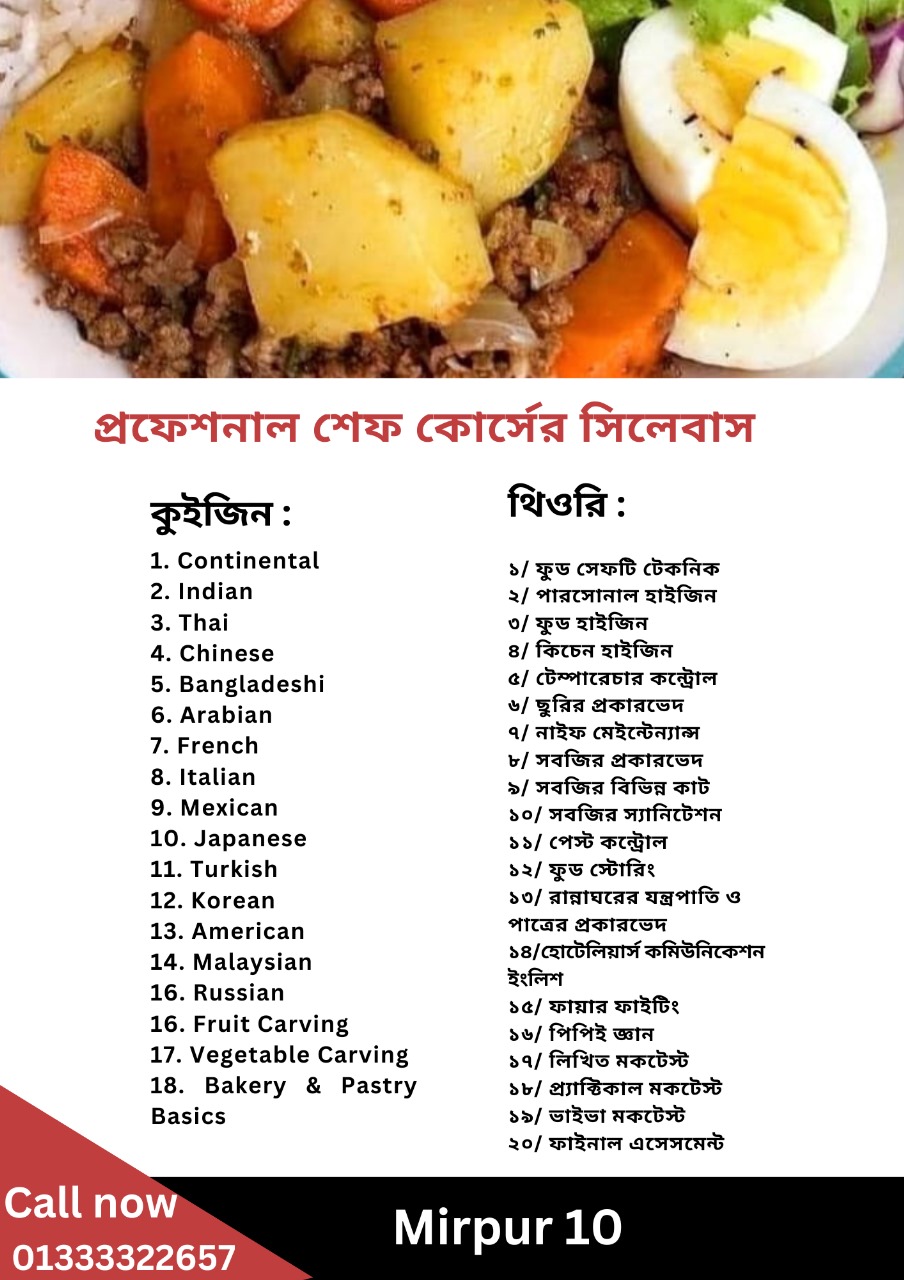 প্রফেশনাল শেফ কোর্সের সিলেবাস
কুইজিন :
1. Continental
2. Indian
3. Thai
4. Chinese
5. Bangladeshi
6. Arabian
7. French
8. Italian
9. Mexican
10. Japanese
11. Turkish
12. Korean
13. American
14. Malaysian
16. Russian
16. Fruit Carving
17. Vegetable Carving
18. Bakery & Pastry
Basics
থিওরি :
১/ ফুড সেফটি টেকনিক
২/ পারসোনাল হাইজিন
৩/ ফুড হাইজিন
৪/ কিচেন হাইজিন
৫/ টেম্পারেচার কন্ট্রোল
৬/ ছুরির প্রকারভেদ
৭/ নাইফ মেইন্টেন্যান্স
৮/ সবজির প্রকারভেদ
৯/ সবজির বিভিন্ন কাট
১০/ সবজির স্যানিটেশন
১১/ পেস্ট কন্ট্রোল
১২/ ফুড স্টোরিং
১৩/ রান্নাঘরের যন্ত্রপাতি ও
পাত্রের প্রকারভেদ
১৪/হোটেলিয়ার্স কমিউনিকেশন
ইংলিশ
১৫/ ফায়ার ফাইটিং
১৬/ পিপিই জ্ঞান
১৭/ লিখিত মকটেস্ট
১৮/ প্র্যাক্টিকাল মকটেস্ট
১৯/ ভাইভা মকটেস্ট
২০/ ফাইনাল এসেসমেন্ট
Call now
01333322657
Mirpur 10